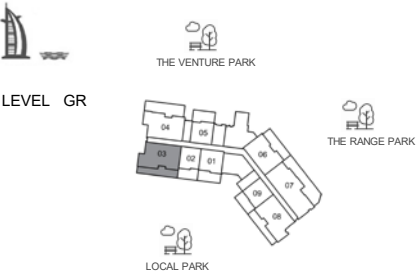 THE VENTURE PARK
LEVEL GR
THE RANGE PARK
04
05
03
02
01
06
07
09
08
LOCAL PARK